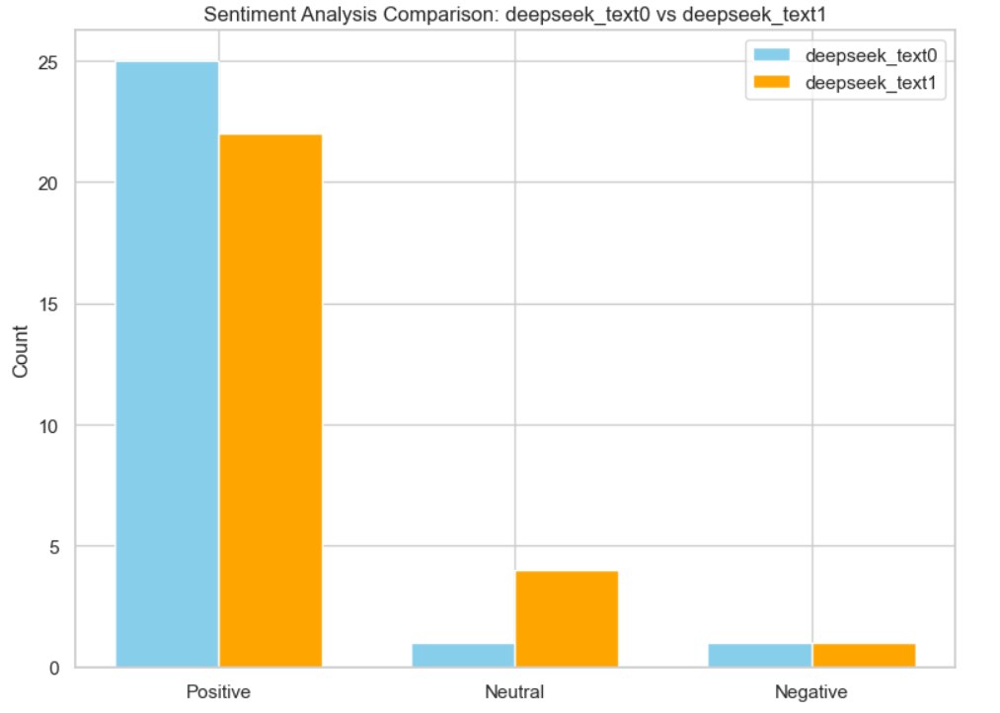 Sentiment Analysis Comparison: deepseek_text0 vs deepseek_text1
deepseek_text0
deepseek_text1
Count
25
20
15
10
5
0
Positive
Neutral
Negative